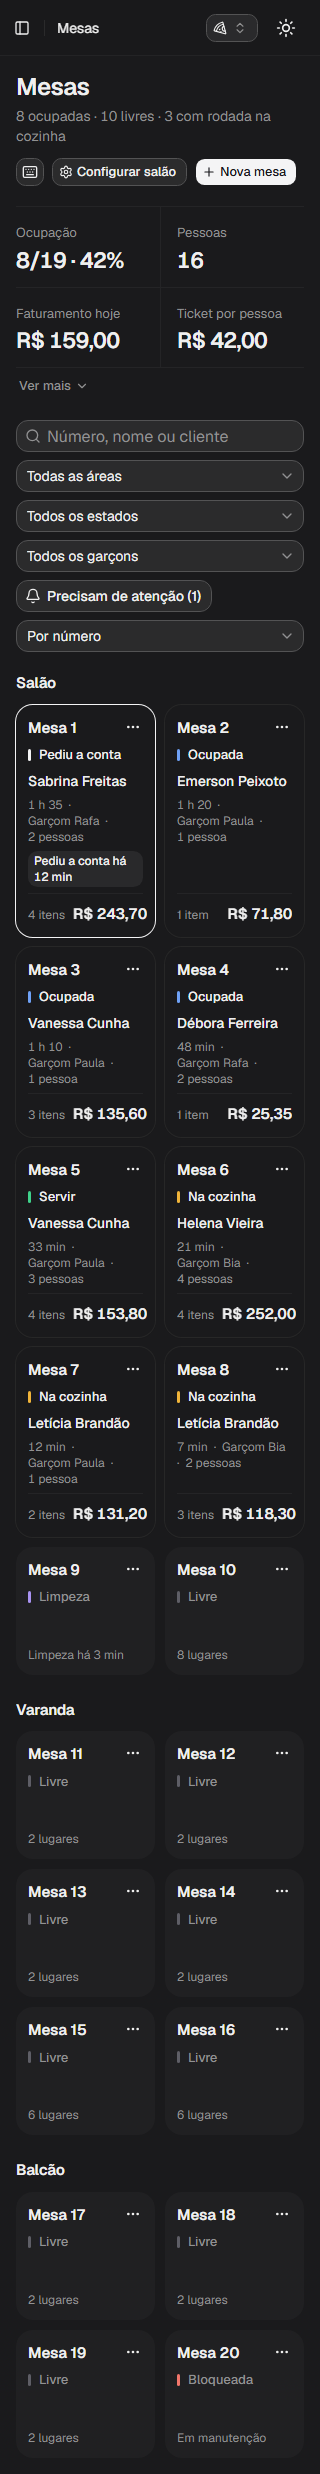 Mesas
Mesas
8 ocupadas · 10 livres · 3 com rodada na
cozinha
Configurar salão
Nova mesa
Ocupação
8/19 · 42%
Pessoas
16
Faturamento hoje
R$ 159,00
Ticket por pessoa
R$ 42,00
Ver mais
Número, nome ou cliente
Todas as áreas
Todos os estados
Todos os garçons
Precisam de atenção (1)
Por número
Salão
Mesa 1
Pediu a conta
Sabrina Freitas
1 h 35 ·
Garçom Rafa ·
2 pessoas
Pediu a conta há
12 min
4 itens R$ 243,70
Mesa 2
Ocupada
Emerson Peixoto
1 h 20 ·
Garçom Paula ·
1 pessoa
1 item R$ 71,80
Mesa 3
Ocupada
Vanessa Cunha
1 h 10 ·
Garçom Paula ·
1 pessoa
3 itens R$ 135,60
Mesa 4
Ocupada
Débora Ferreira
48 min ·
Garçom Rafa ·
2 pessoas
1 item R$ 25,35
Mesa 5
Servir
Vanessa Cunha
33 min ·
Garçom Paula ·
3 pessoas
4 itens R$ 153,80
Mesa 6
Na cozinha
Helena Vieira
21 min ·
Garçom Bia ·
4 pessoas
4 itens R$ 252,00
Mesa 7
Na cozinha
Letícia Brandão
12 min ·
Garçom Paula ·
1 pessoa
2 itens R$ 131,20
Mesa 8
Na cozinha
Letícia Brandão
7 min · Garçom Bia
· 2 pessoas
3 itens R$ 118,30
Mesa 9
Limpeza
Limpeza há 3 min
Mesa 10
Livre
8 lugares
Varanda
Mesa 11
Livre
2 lugares
Mesa 12
Livre
2 lugares
Mesa 13
Livre
2 lugares
Mesa 14
Livre
2 lugares
Mesa 15
Livre
6 lugares
Mesa 16
Livre
6 lugares
Balcão
Mesa 17
Livre
2 lugares
Mesa 18
Livre
2 lugares
Mesa 19
Livre
2 lugares
Mesa 20
Bloqueada
Em manutenção